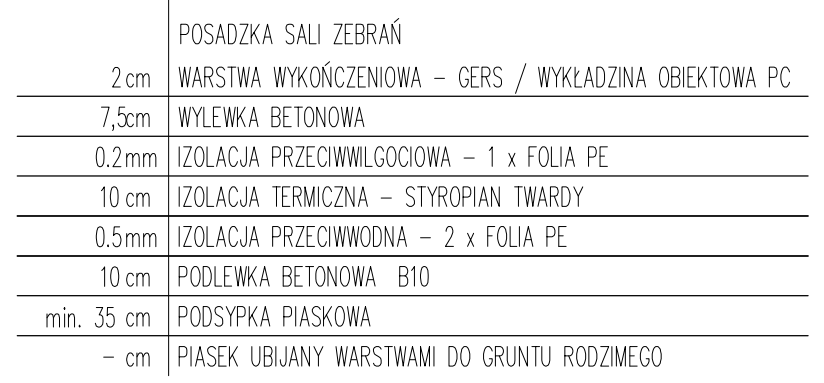 POSADZKA SALI ZEBRAŃ
2 cm WARSTWA WYKOŃCZENIOWA – GERS / WYKŁADZINA OBIEKTOWA PC
7,5cm WYLEWKA BETONOWA
0.2mm IZOLACJA PRZECIWWILGOCIOWA – 1 x FOLIA PE
10 cm IZOLACJA TERMICZNA – STYROPIAN TWARDY
0.5mm IZOLACJA PRZECIWWODNA – 2 x FOLIA PE
10 cm PODLEWKA BETONOWA B10
min. 35 cm PODSYPKA PIASKOWA
– cm PIASEK UBIJANY WARSTWAMI DO GRUNTU RODZIMEGO